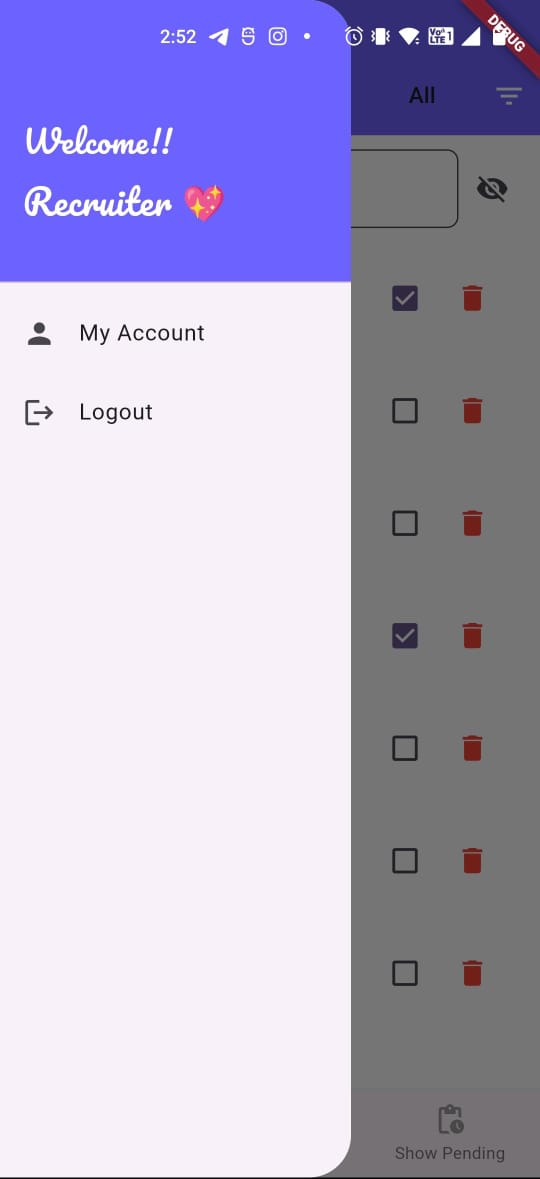 2:52
DEBUG
All
Welcome!!
Recruiter 💖
My Account
Logout
Show Pending